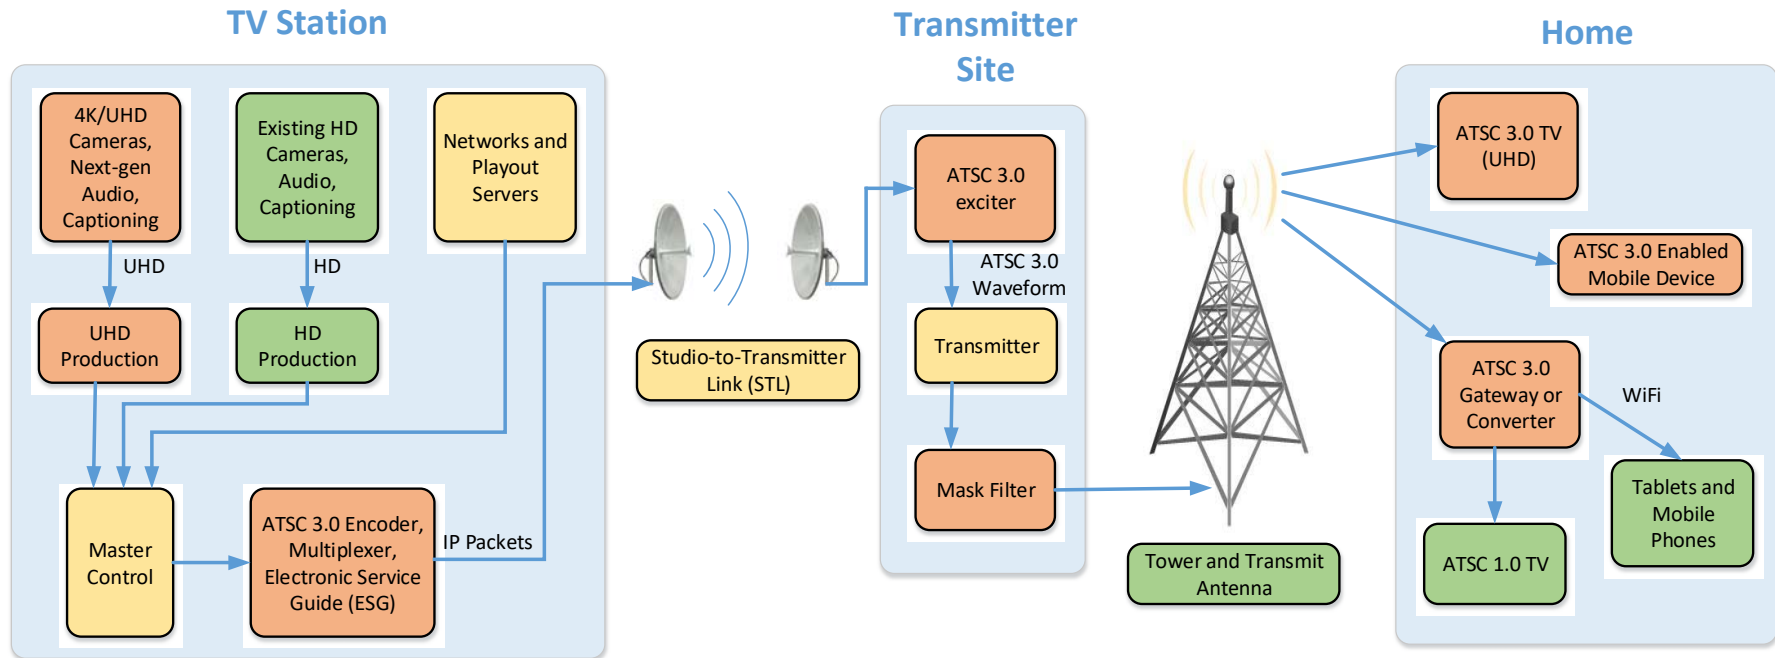 TV Station
Transmitter
Site
Home
4K/UHD
Cameras,
Next-gen
Audio,
Captioning
Existing HD
Cameras,
Audio,
Captioning
Networks and
Playout
Servers
UHD
HD
UHD
Production
HD
Production
Master
Control
ATSC 3.0 Encoder,
Multiplexer,
Electronic Service
Guide (ESG)
IP Packets
Studio-to-Transmitter
Link (STL)
ATSC 3.0
exciter
ATSC 3.0
Waveform
Transmitter
Mask Filter
Tower and Transmit
Antenna
ATSC 3.0 TV
(UHD)
ATSC 3.0 Enabled
Mobile Device
ATSC 3.0
Gateway or
Converter
WiFi
Tablets and
Mobile
Phones
ATSC 1.0 TV